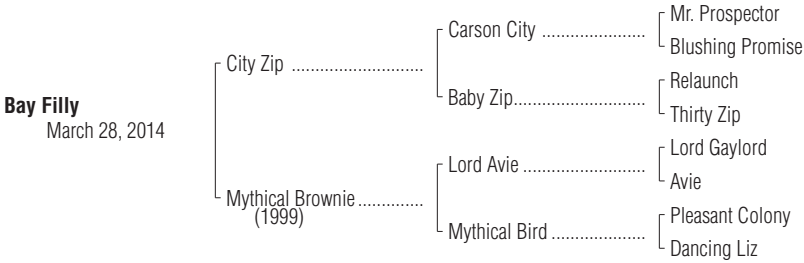 Mr. Prospector
Carson City ......................
Blushing Promise
City Zip ............................
Relaunch
Baby Zip............................
Thirty Zip
Bay Filly
March 28, 2014
Lord Gaylord
Lord Avie ..........................
Avie
Mythical Brownie ..............
(1999)
Pleasant Colony
Mythical Bird ....................
Dancing Liz